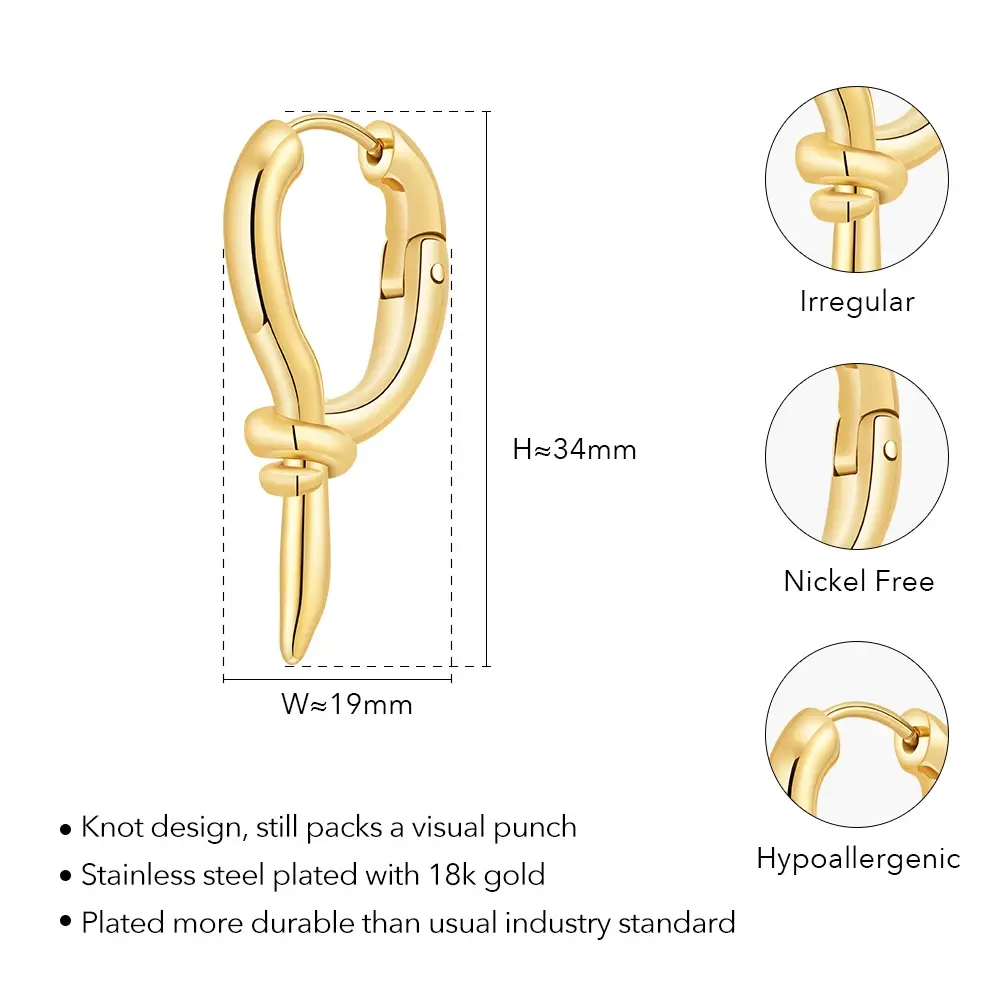 Irregular
H≈34mm
Nickel Free
W≈19mm
• Knot design, still packs a visual punch
Hypoallergenic
• Stainless steel plated with 18k gold
• Plated more durable than usual industry standard